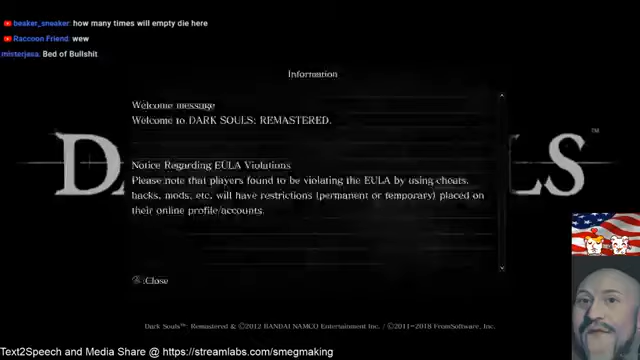 beaker_sneaker: how many times will empty die here
Raccoon Friend: wew
misterjesa: Bed of Bullshit
Information
Welcome message
Welcome to DARK SOULS: REMASTERED.
Notice Regarding EULA Violations
Please note that players found to be violating the EULA by using cheats,
hacks, mods, etc. will have restrictions (permanent or temporary) placed on
their online profile/accounts.
:Close
Dark Souls™: Remastered & ©2012 BANDAI NAMCO Entertainment Inc. / ©2011-2018 FromSoftware, Inc.
Text2Speech and Media Share @ https://streamlabs.com/smegmaking